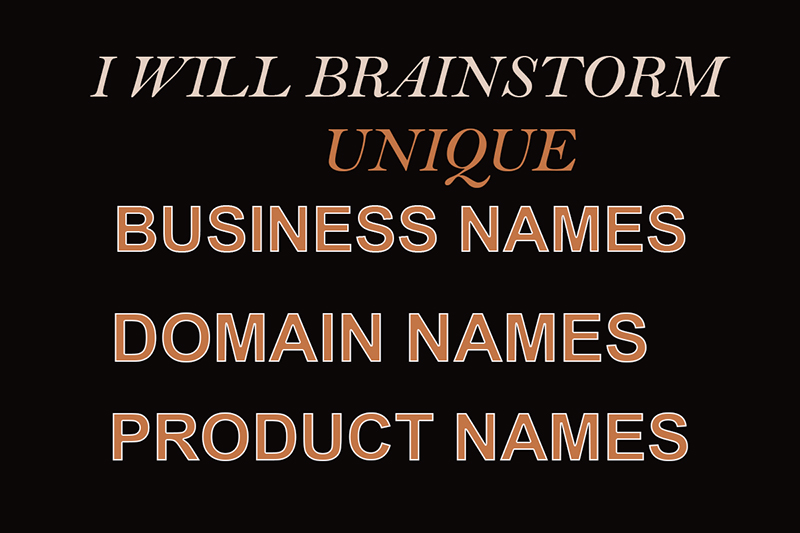 I WILL BRAINSTORM
UNIQUE
BUSINESS NAMES
DOMAIN NAMES
PRODUCT NAMES